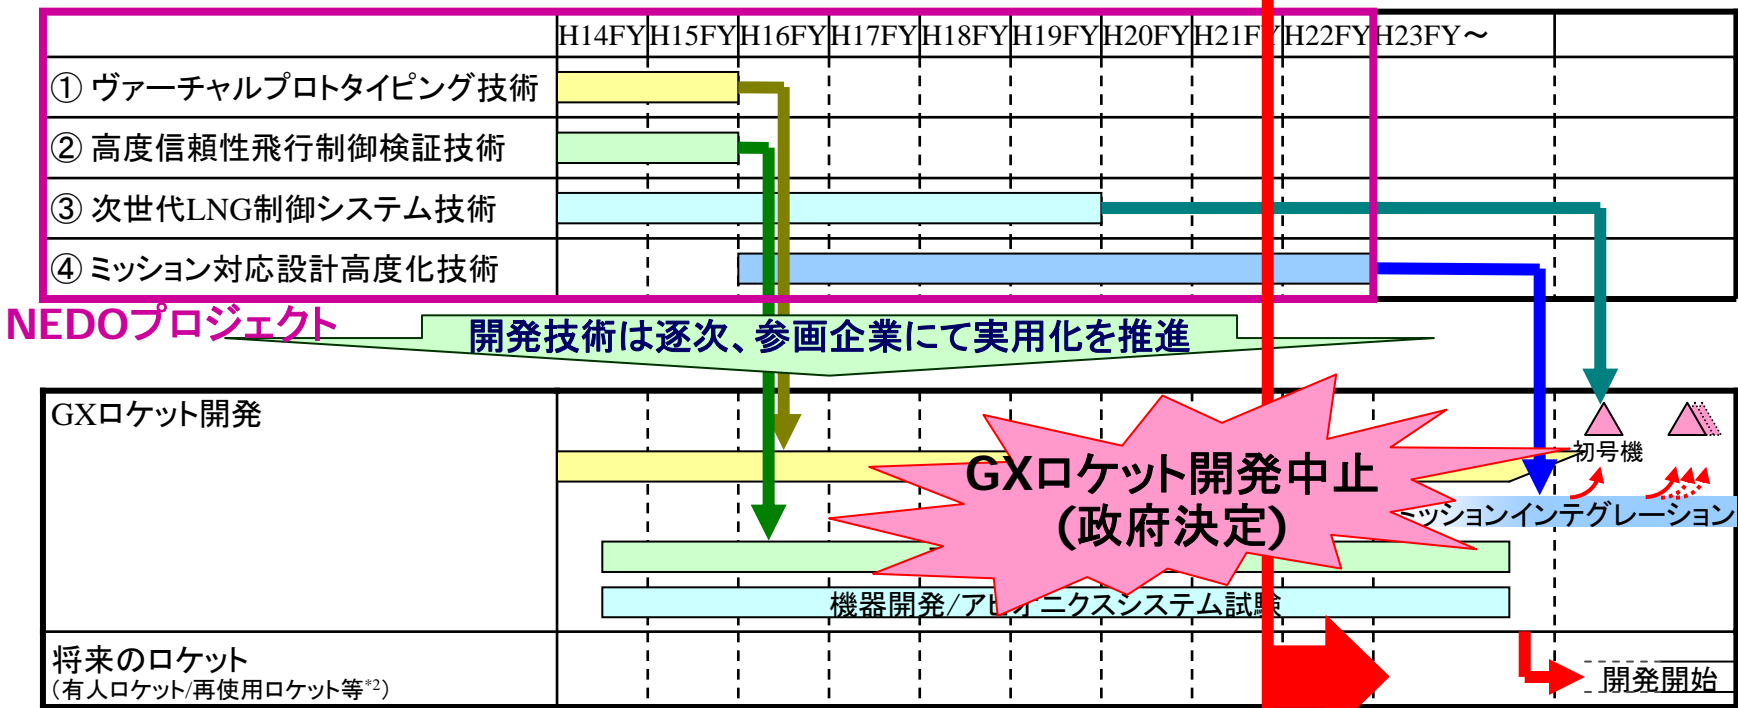 H14FY H15FY H16FY H17FY H18FY H19FY H20FY H21FY H22FY H23FY～
① ヴァーチャルプロトタイピング技術
② 高度信頼性飛行制御検証技術
③ 次世代LNG制御システム技術
④ ミッション対応設計高度化技術
NEDOプロジェクト
開発技術は逐次、参画企業にて実用化を推進
GXロケット開発
初号機
GXロケット開発中止
(政府決定)
ミッションインテグレーション
機器開発/アビオニクスシステム試験
将来のロケット
（有人ロケット/再使用ロケット等*2）
開発開始